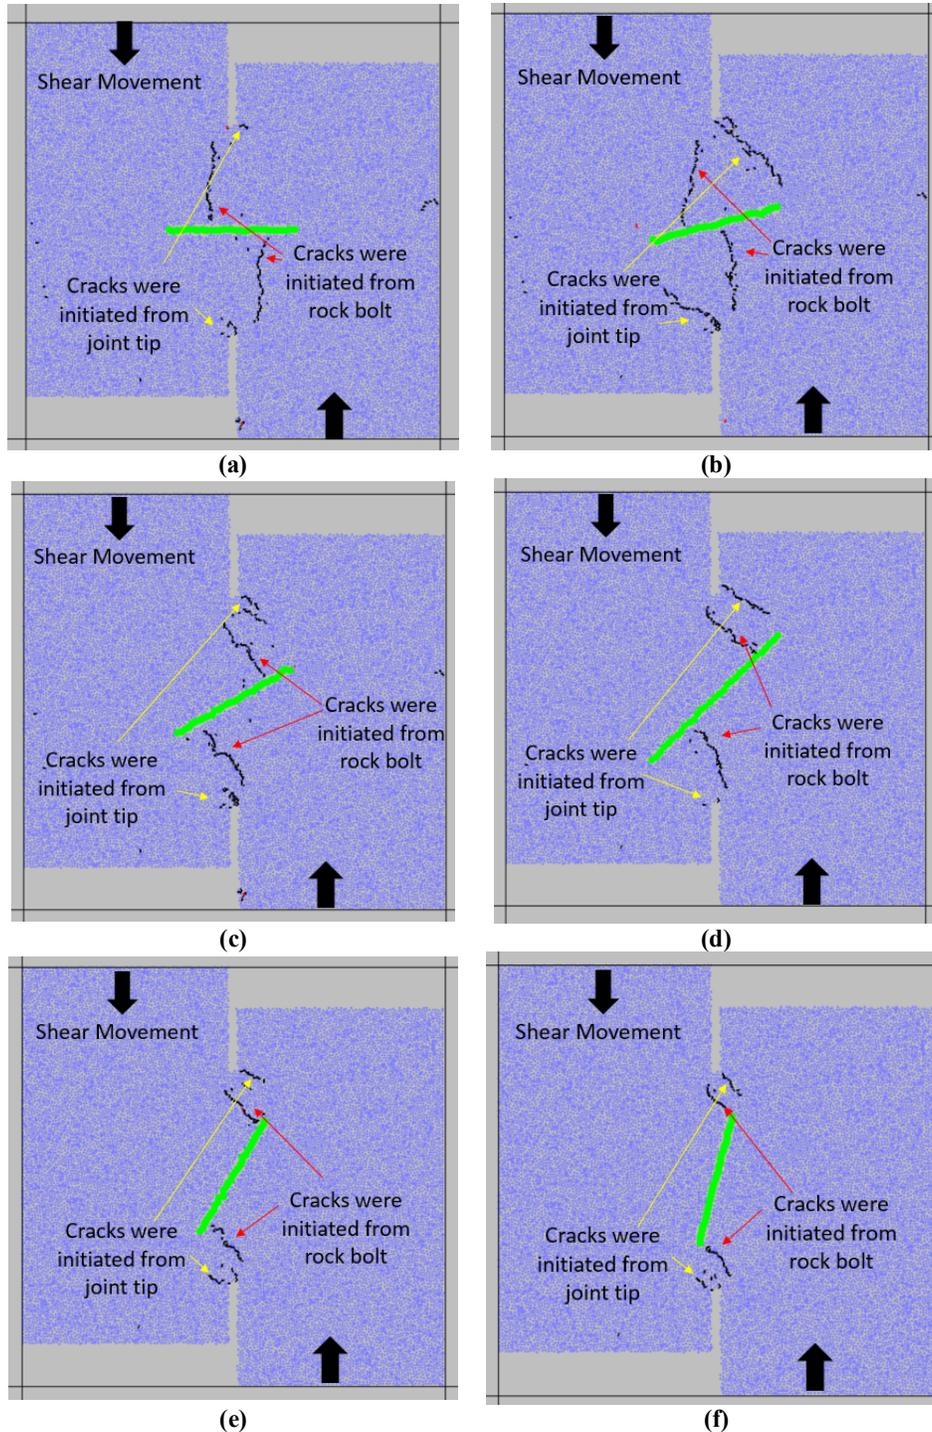 Shear Movement
Cracks were
initiated from
rock bolt
Cracks were
initiated from
joint tip
(a)
Shear Movement
Cracks were
initiated from
rock bolt
Cracks were
initiated from
joint tip
(b)
Shear Movement
Cracks were
initiated from
rock bolt
Cracks were
initiated from
joint tip
(c)
Shear Movement
Cracks were
initiated from
rock bolt
Cracks were
initiated from
joint tip
(d)
Shear Movement
Cracks were
initiated from
rock bolt
Cracks were
initiated from
joint tip
(e)
Shear Movement
Cracks were
initiated from
rock bolt
Cracks were
initiated from
joint tip
(f)